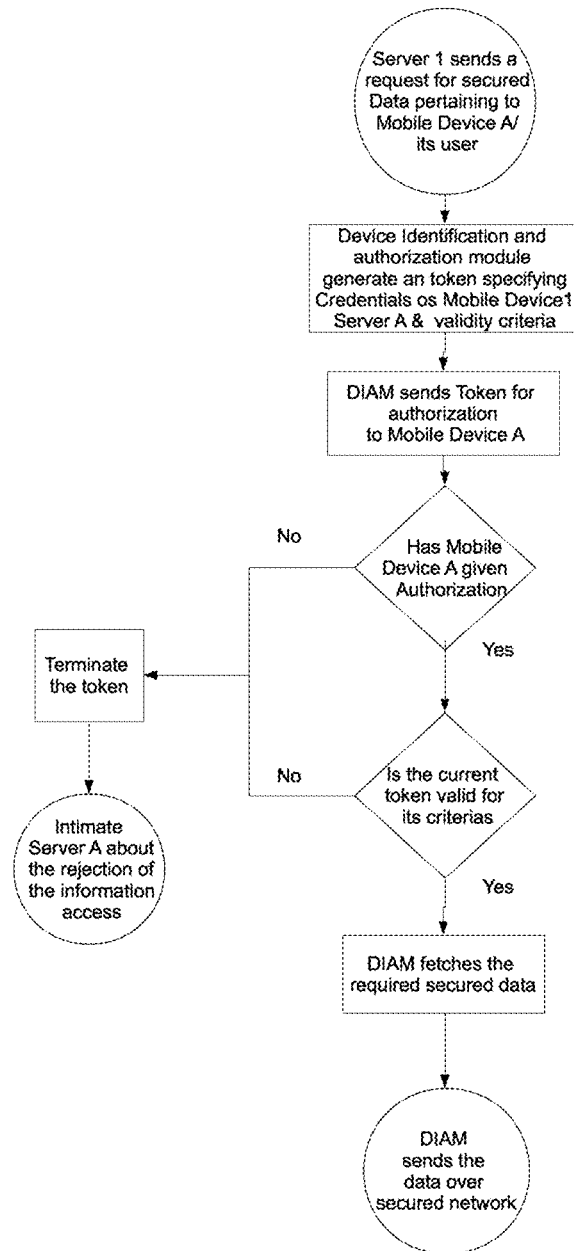 Server 1 sends a
request for secured
Data pertaining to
Mobile Device A/
its user
Device Identification and
authorization module
generate an token specifying
Credentials os Mobile Device1
Server A & validity criteria
DIAM sends Token for
authorization
to Mobile Device A
No
Has Mobile
Device A given
Authorization
Yes
Terminate
the token
No
Is the current
token valid for
its criterias
Intimate
Server A about
the rejection of
the information
access
Yes
DIAM fetches the
required secured data
DIAM
sends the
data over
secured network